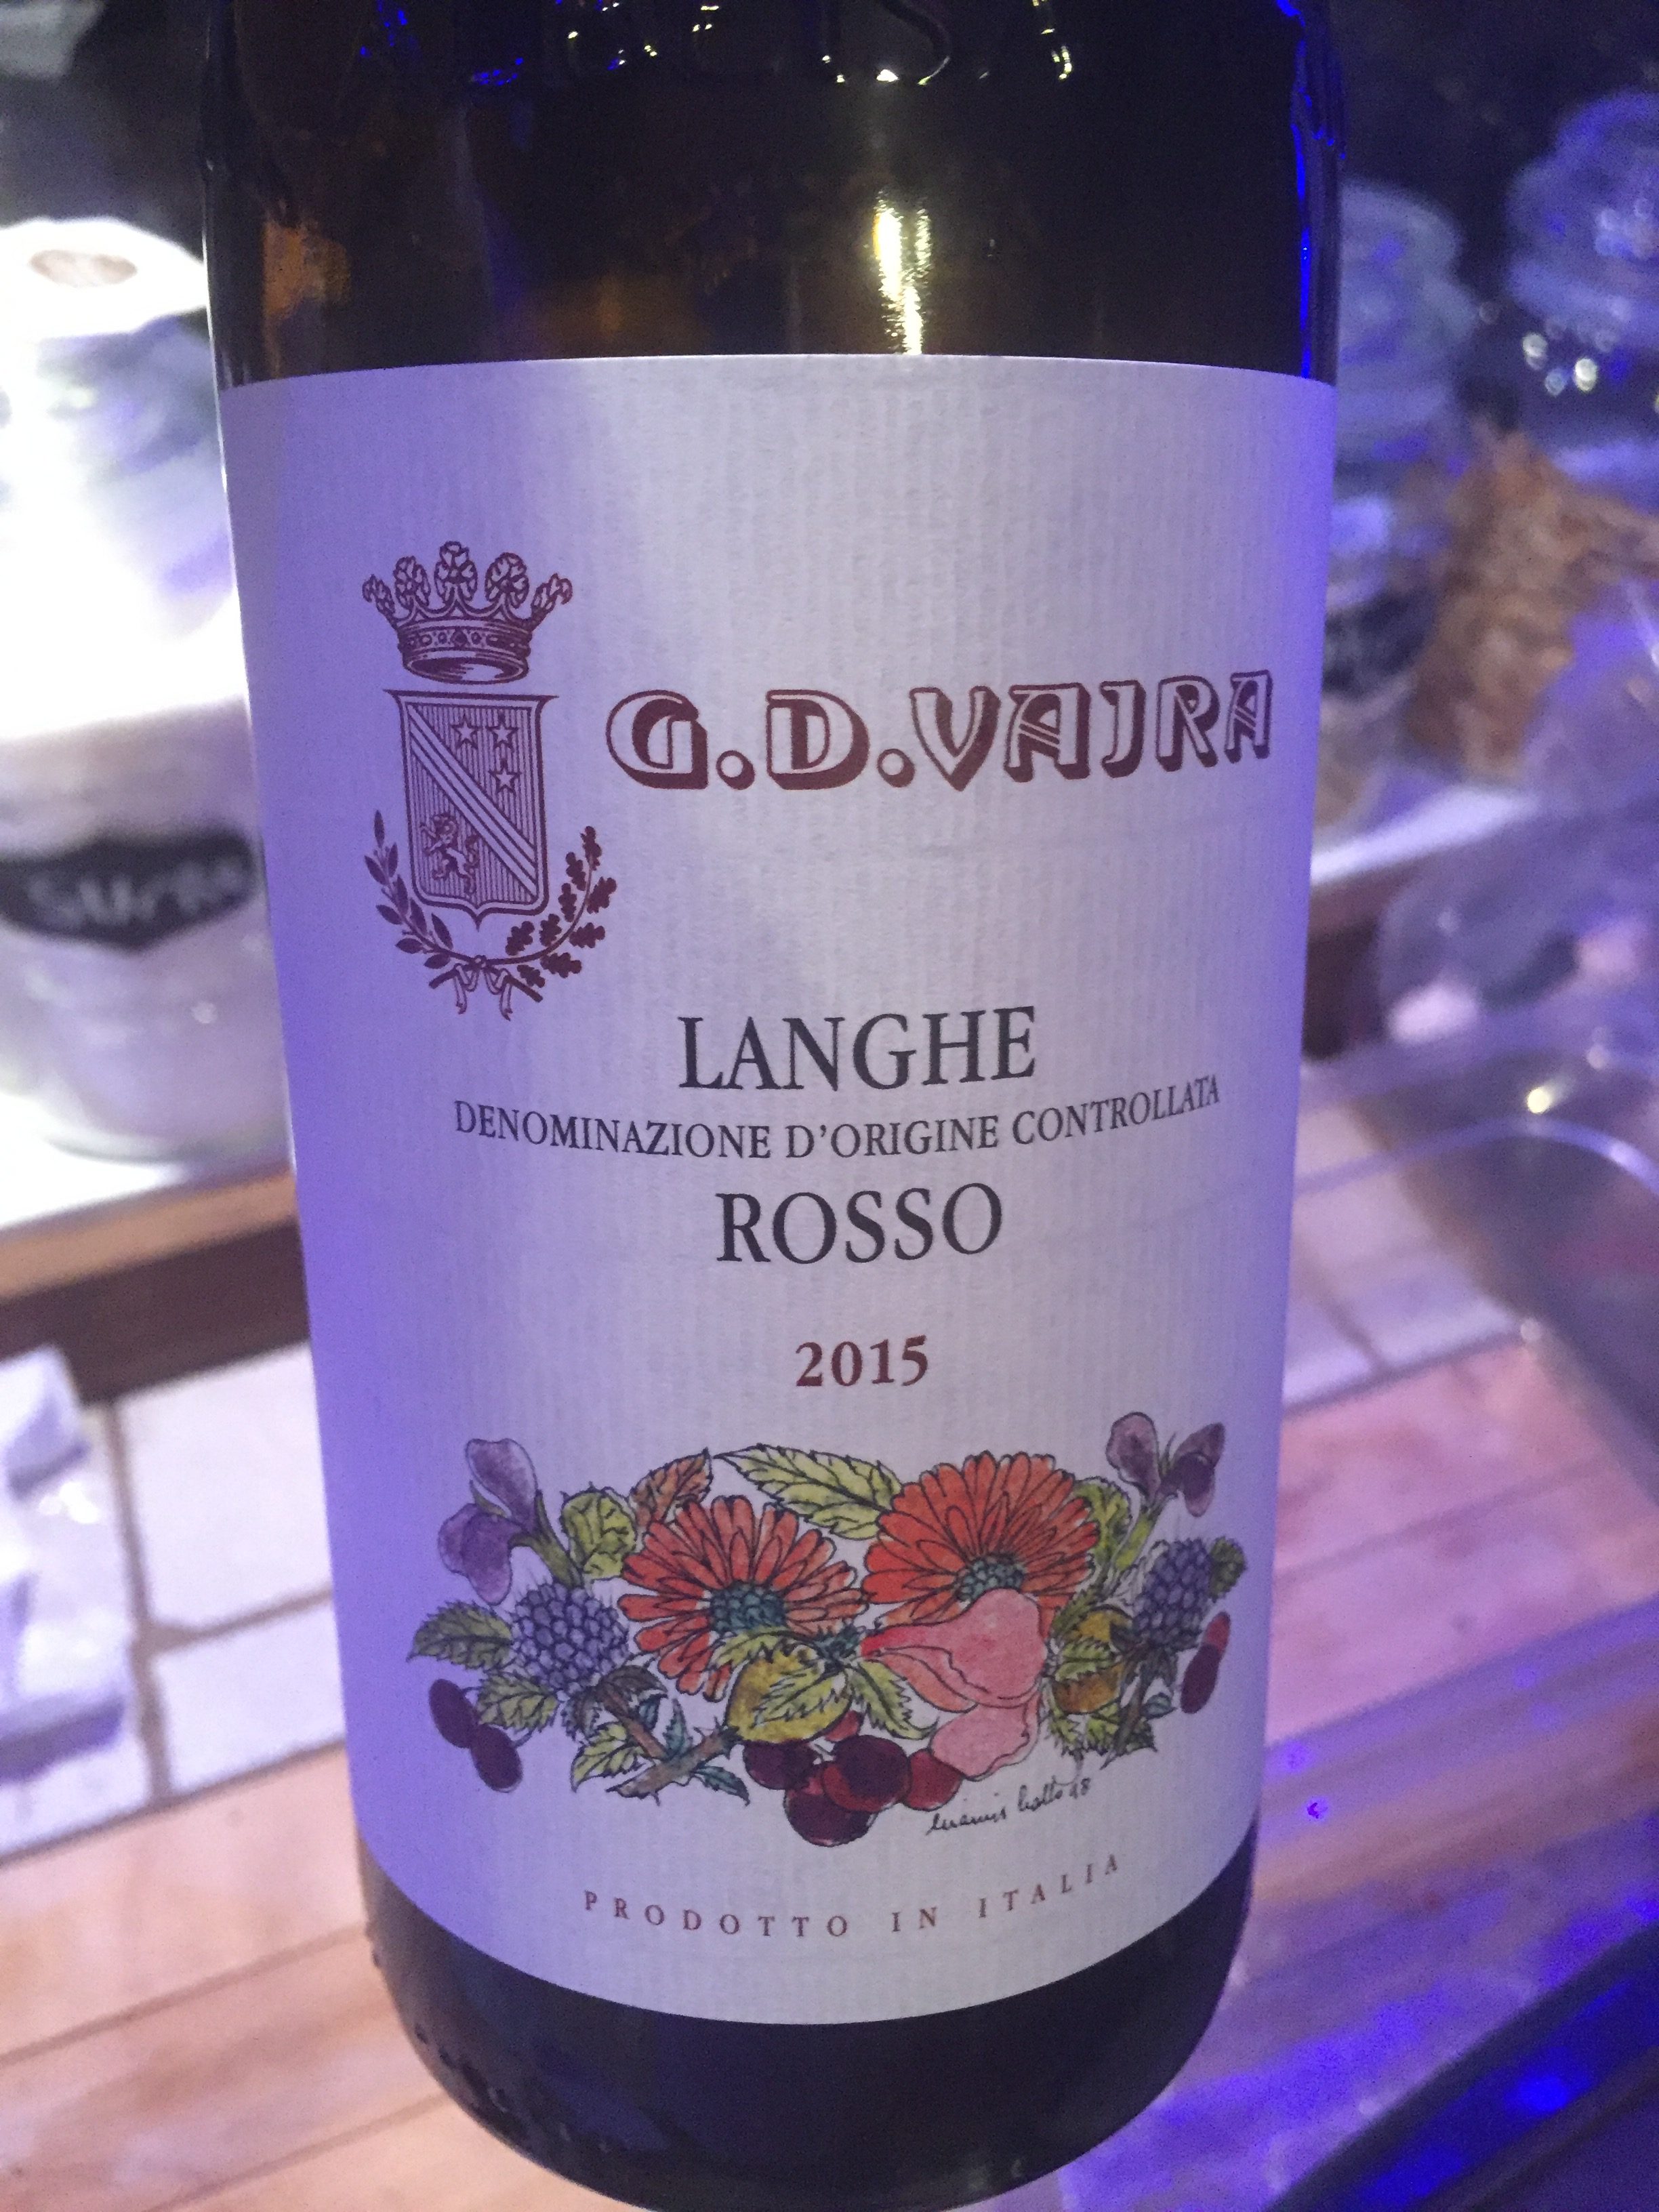 G.D.VAJRA
LANGHE
DENOMINAZIONE D'ORIGINE CONTROLLATA
ROSSO
2015
PRODOTTO IN ITALIA